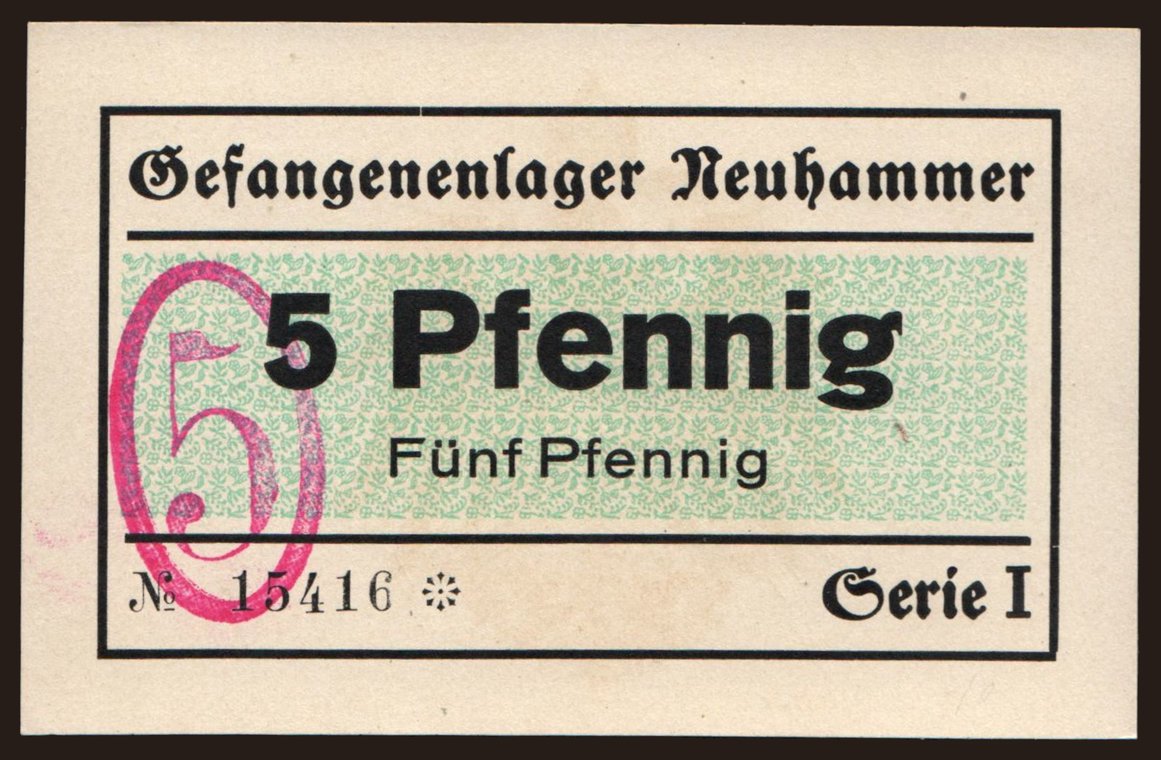 Gefangenenlager Neuhammer
5 Pfennig
5
Fünf Pfennig
№ 15416 ❊
Serie I